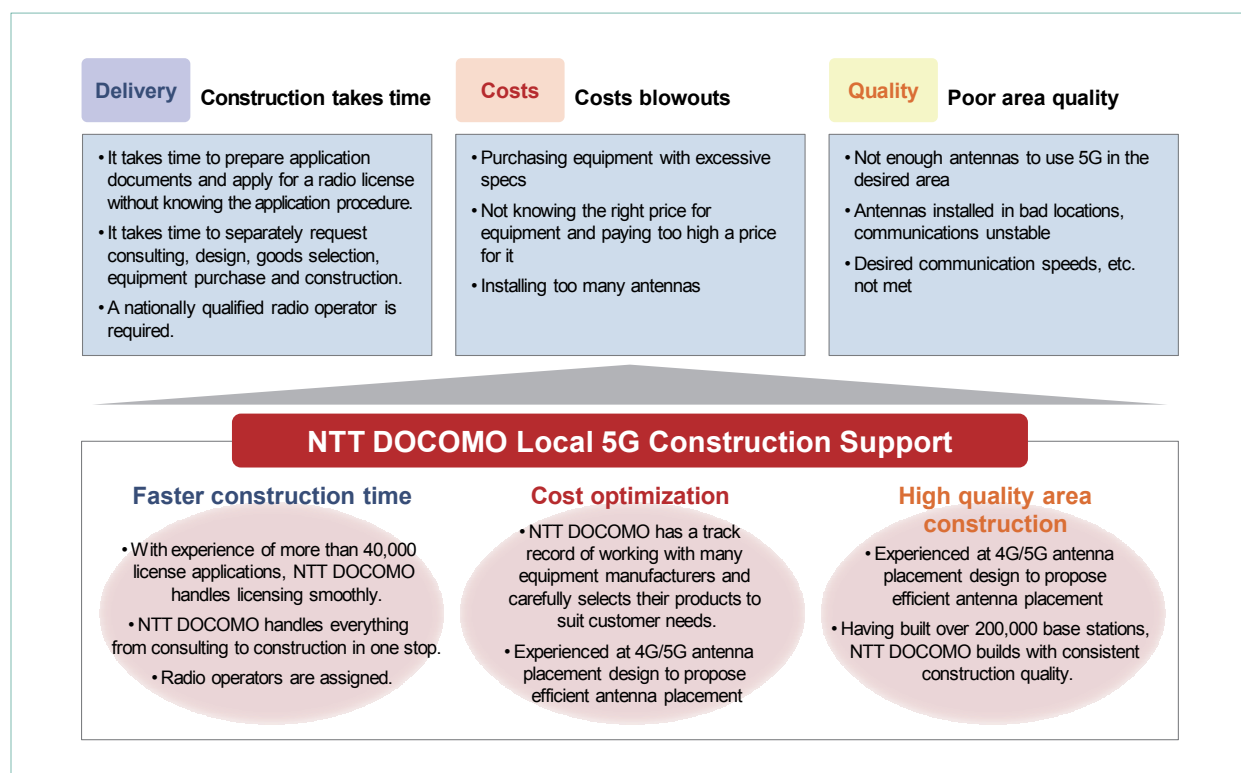 Delivery
Construction takes time
• It takes time to prepare application
documents and apply for a radio license
without knowing the application procedure.
• It takes time to separately request
consulting, design, goods selection,
equipment purchase and construction.
• A nationally qualified radio operator is
required.
Costs
Costs blowouts
• Purchasing equipment with excessive
specs
• Not knowing the right price for
equipment and paying too high a price
for it
• Installing too many antennas
Quality
Poor area quality
• Not enough antennas to use 5G in the
desired area
• Antennas installed in bad locations,
communications unstable
• Desired communication speeds, etc.
not met
NTT DOCOMO Local 5G Construction Support
Faster construction time
• With experience of more than 40,000
license applications, NTT DOCOMO
handles licensing smoothly.
• NTT DOCOMO handles everything
from consulting to construction in one stop.
• Radio operators are assigned.
Cost optimization
• NTT DOCOMO has a track
record of working with many
equipment manufacturers and
carefully selects their products to
suit customer needs.
• Experienced at 4G/5G antenna
placement design to propose
efficient antenna placement
High quality area
construction
• Experienced at 4G/5G antenna
placement design to propose
efficient antenna placement
• Having built over 200,000 base stations,
NTT DOCOMO builds with consistent
construction quality.